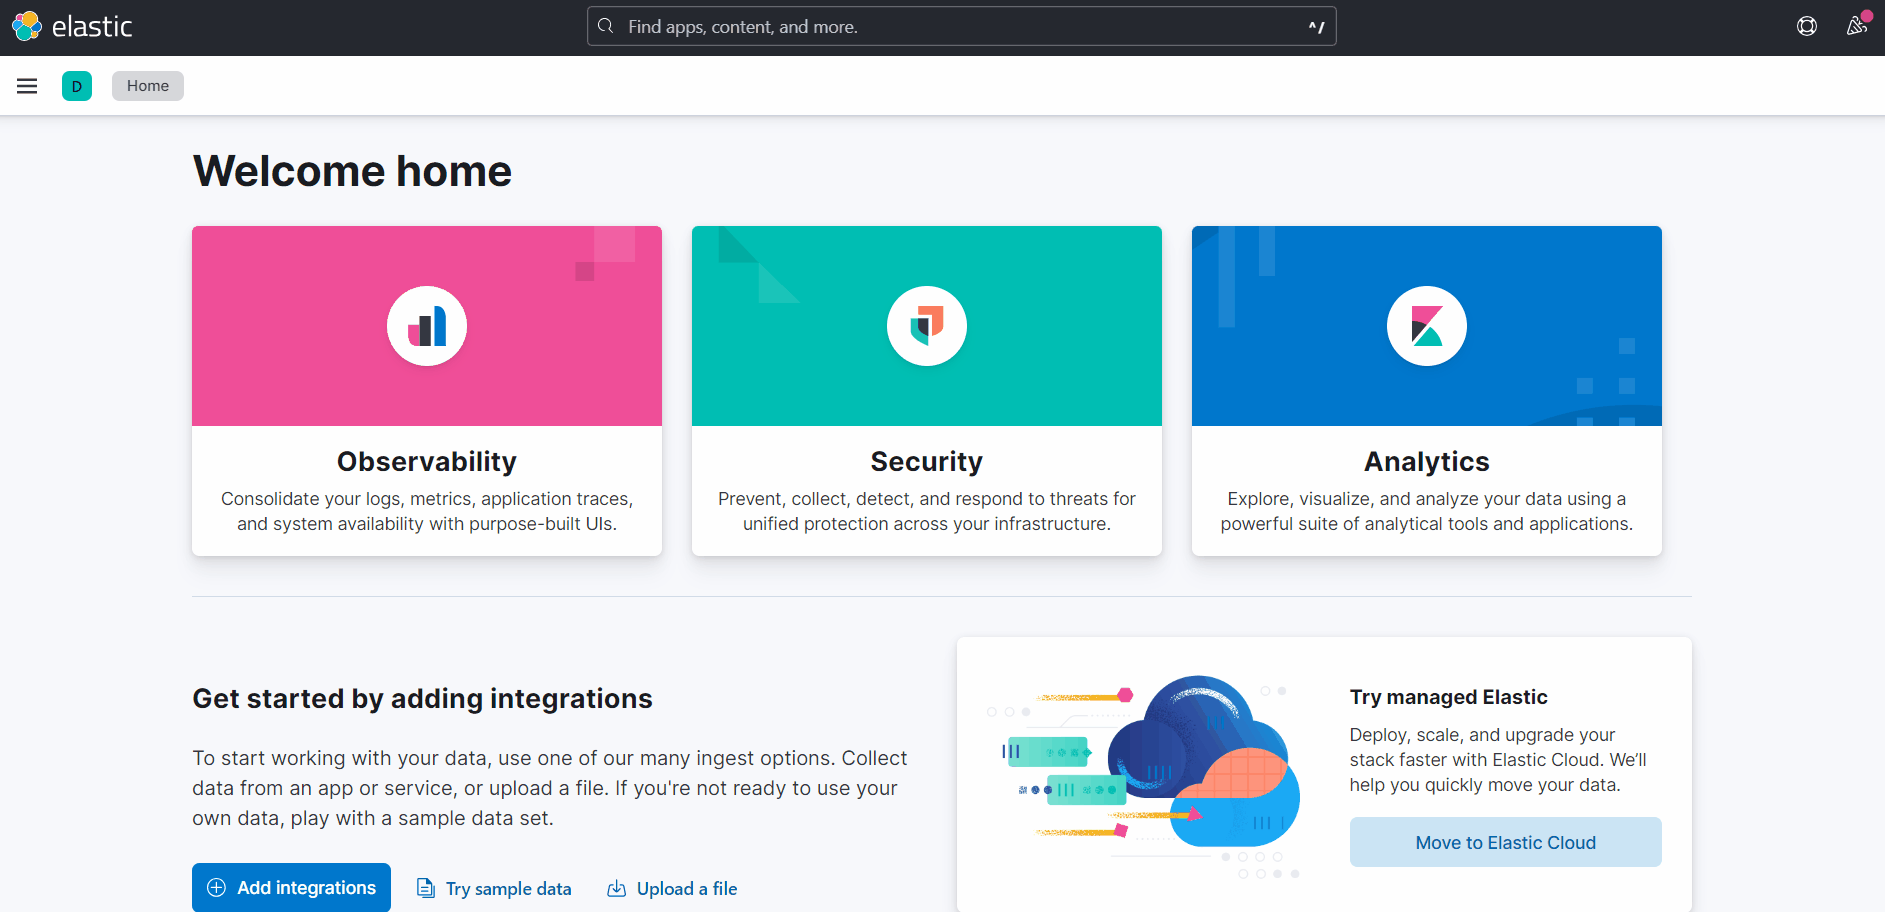 elastic
Find apps, content, and more.
^/
D
Home
Welcome home
Observability
Consolidate your logs, metrics, application traces,
and system availability with purpose-built UIs.
Security
Prevent, collect, detect, and respond to threats for
unified protection across your infrastructure.
Analytics
Explore, visualize, and analyze your data using a
powerful suite of analytical tools and applications.
Get started by adding integrations
To start working with your data, use one of our many ingest options. Collect
data from an app or service, or upload a file. If you're not ready to use your
own data, play with a sample data set.
Add integrations
Try sample data
Upload a file
Try managed Elastic
Deploy, scale, and upgrade your
stack faster with Elastic Cloud. We’ll
help you quickly move your data.
Move to Elastic Cloud